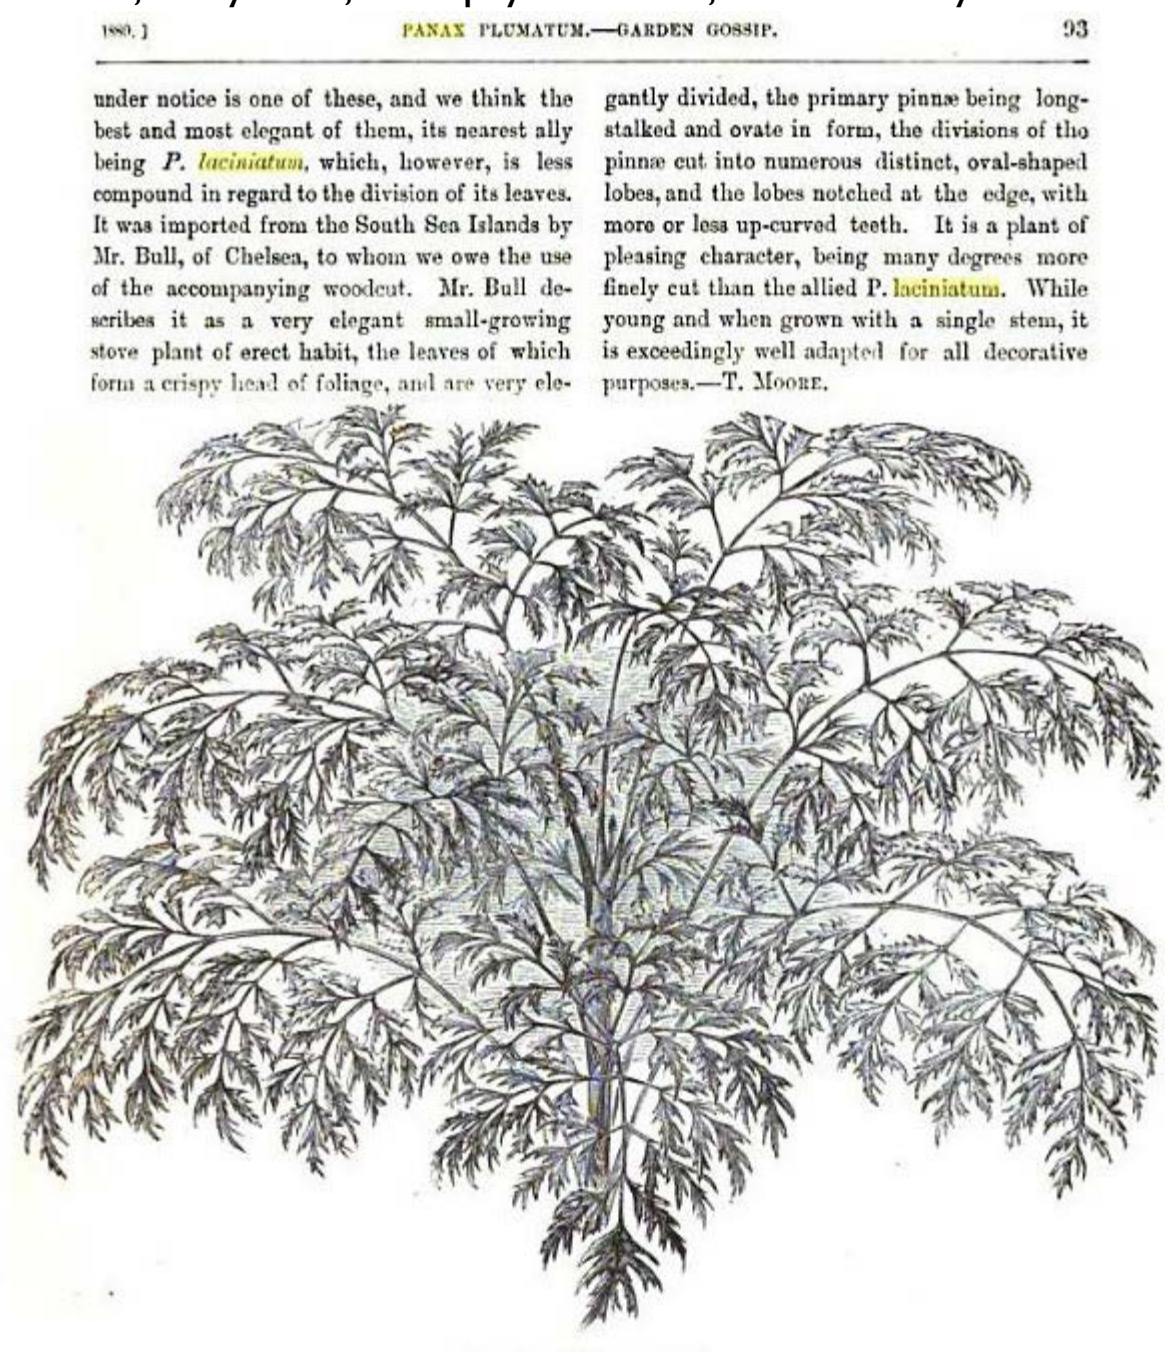 1880.] PANAX PLUMATUM.—GARDEN GOSSIP. 93
under notice is one of these, and we think the
best and most elegant of them, its nearest ally
being P. laciniatum, which, however, is less
compound in regard to the division of its leaves.
It was imported from the South Sea Islands by
Mr. Bull, of Chelsea, to whom we owe the use
of the accompanying woodcut. Mr. Bull de-
scribes it as a very elegant small-growing
stove plant of erect habit, the leaves of which
form a crispy head of foliage, and are very ele-
gantly divided, the primary pinnæ being long-
stalked and ovate in form, the divisions of the
pinnæ cut into numerous distinct, oval-shaped
lobes, and the lobes notched at the edge, with
more or less up-curved teeth. It is a plant of
pleasing character, being many degrees more
finely cut than the allied P. laciniatum. While
young and when grown with a single stem, it
is exceedingly well adapted for all decorative
purposes.—T. MOORE.